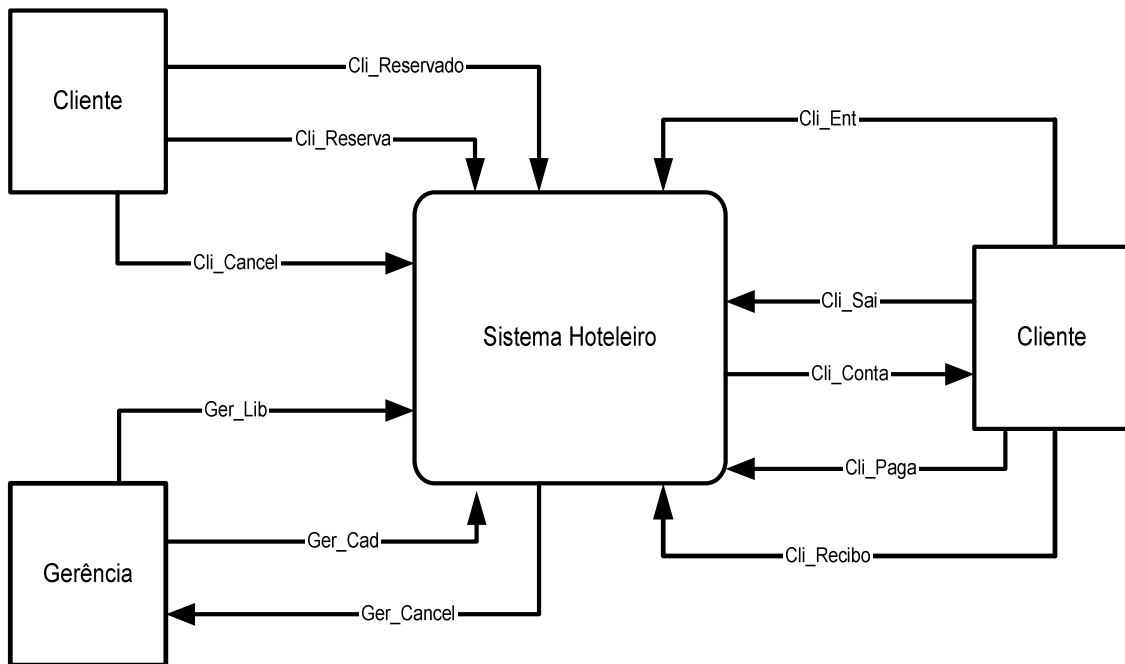 Cli_Reservado
Cliente
Cli_Ent
Cli_Reserva
Cli_Cancel
Cli_Sai
Sistema Hoteleiro
Cliente
Cli_Conta
Ger_Lib
Cli_Paga
Ger_Cad
Cli_Recibo
Gerência
Ger_Cancel